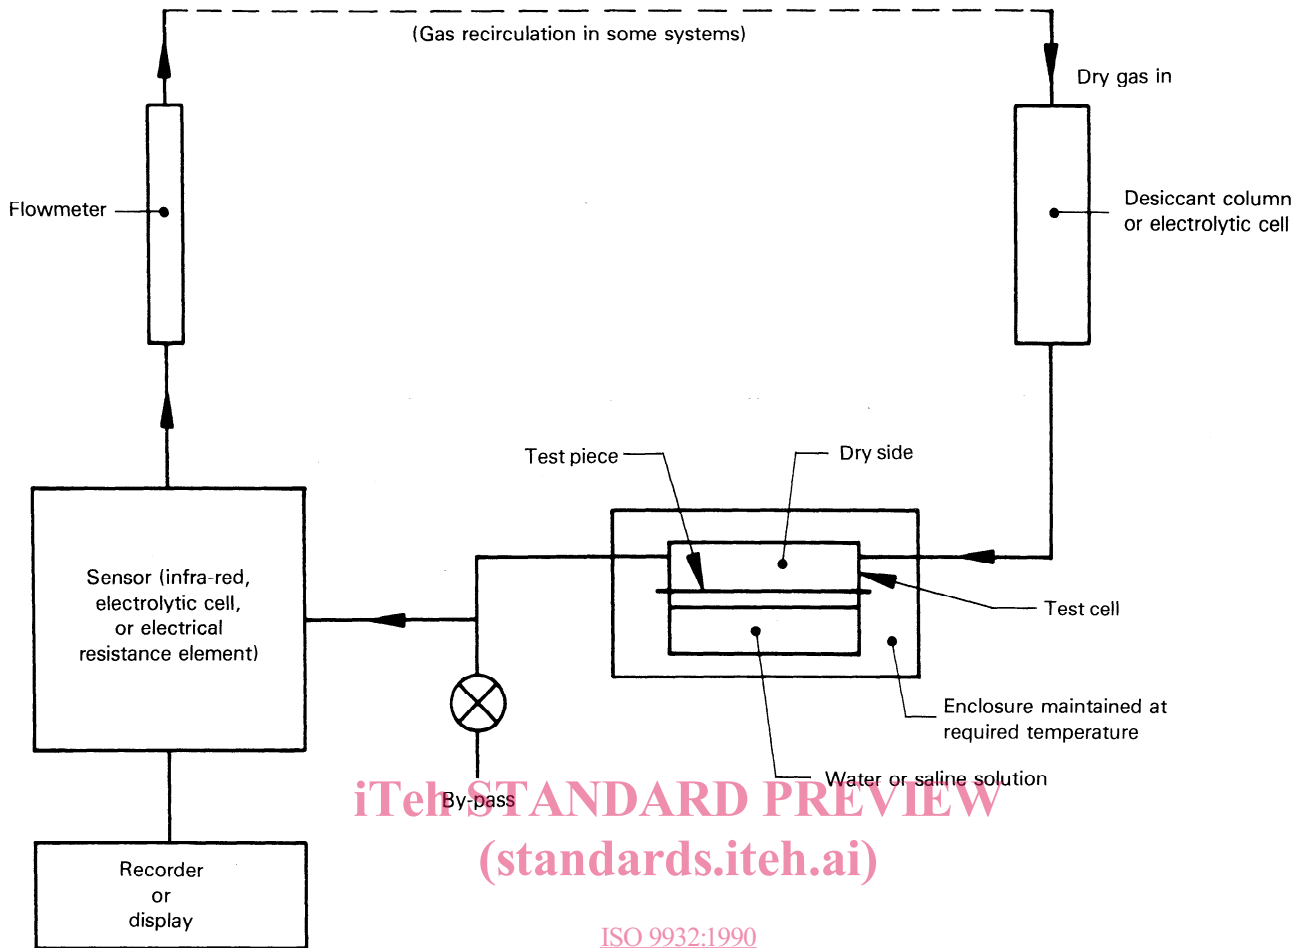 (Gas recirculation in some systems)
Dry gas in
Flowmeter
Desiccant column
or electrolytic cell
Test piece
Dry side
Sensor (infra-red,
electrolytic cell,
or electrical
resistance element)
Test cell
Enclosure maintained at
required temperature
Water or saline solution
By-pass
iTeh STANDARD PREVIEW
(standards.iteh.ai)
Recorder
or
display
ISO 9932:1990